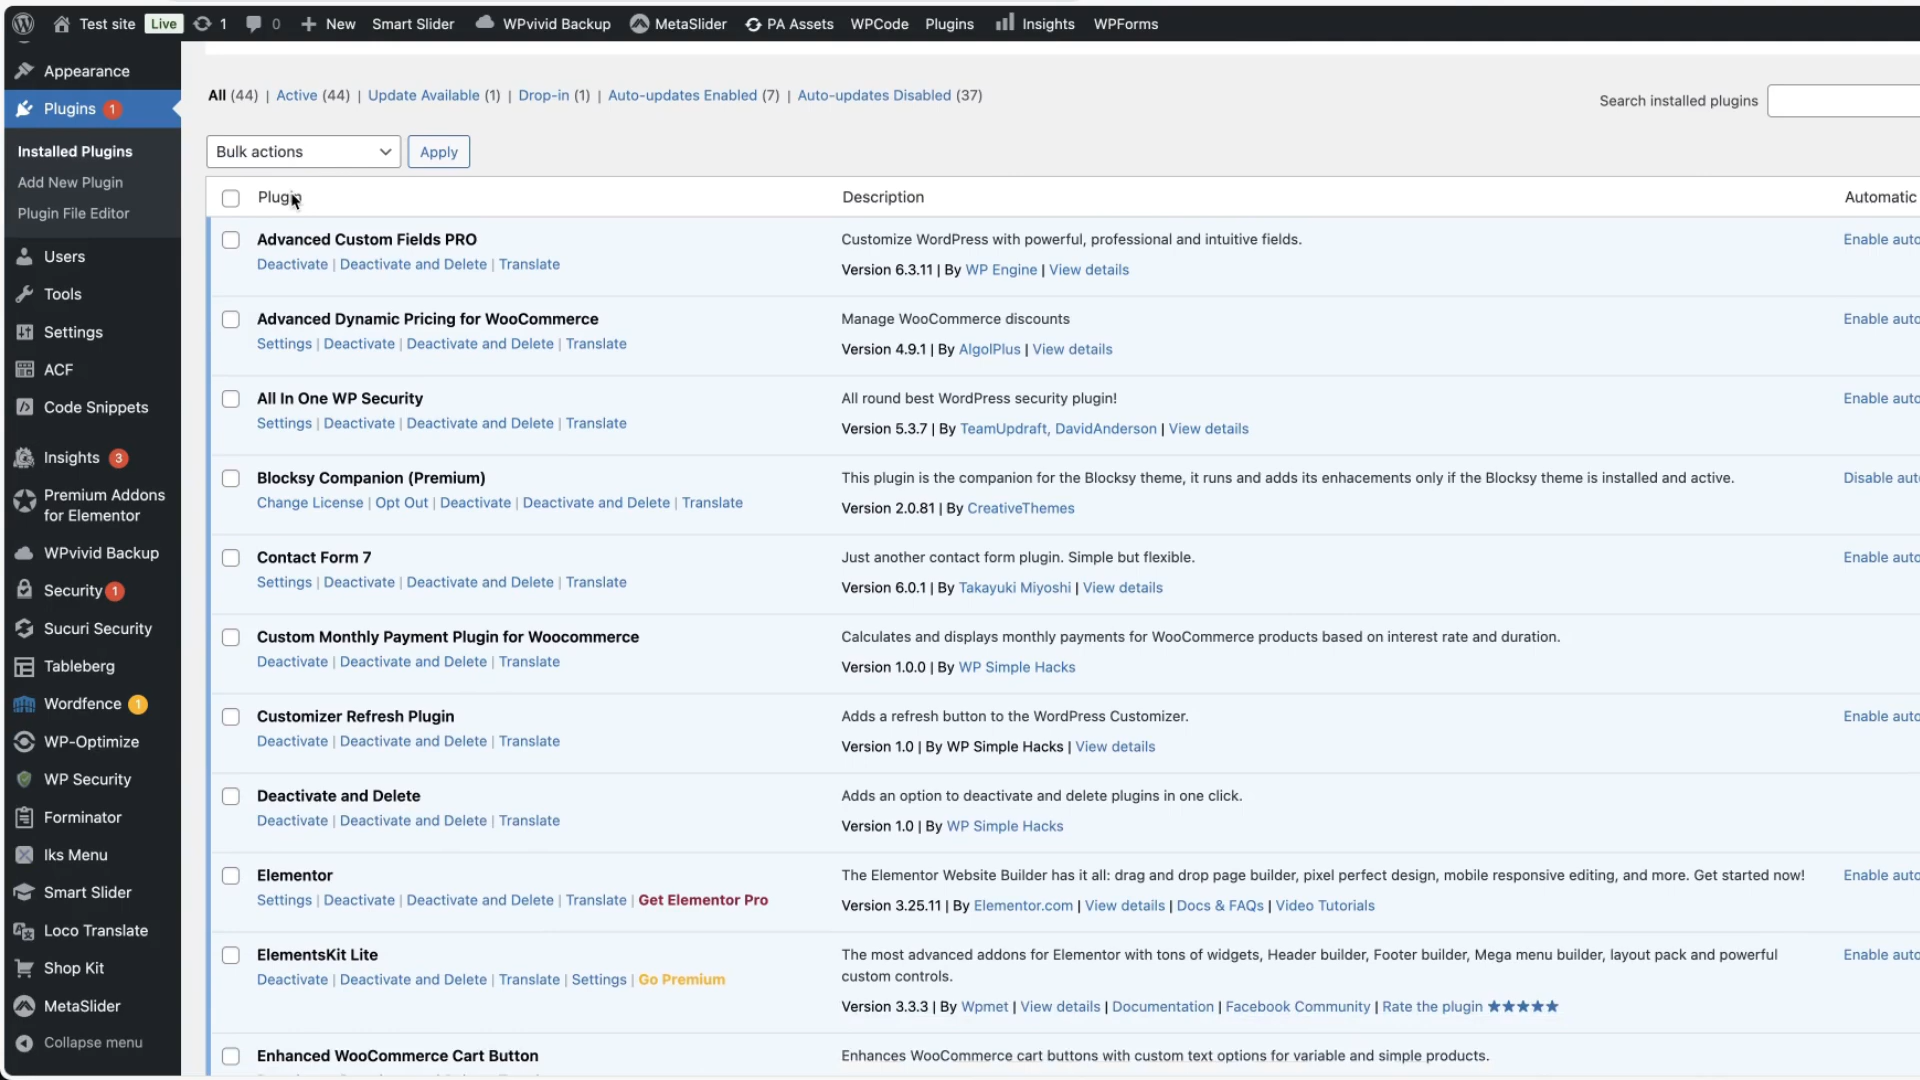 Test site Live 1 0 New Smart Slider WPvivid Backup MetaSlider PA Assets WPCode Plugins Insights WPForms
Appearance
Plugins 1
Installed Plugins
Add New Plugin
Plugin File Editor
Users
Tools
Settings
ACF
Code Snippets
Insights 3
Premium Addons
for Elementor
WPvivid Backup
Security 1
Sucuri Security
Tableberg
Wordfence 1
WP-Optimize
WP Security
Forminator
Iks Menu
Smart Slider
Loco Translate
Shop Kit
MetaSlider
Collapse menu
All (44) | Active (44) | Update Available (1) | Drop-in (1) | Auto-updates Enabled (7) | Auto-updates Disabled (37)
Search installed plugins
Bulk actions Apply
Plugin Description Automatic
Advanced Custom Fields PRO
Deactivate | Deactivate and Delete | Translate
Customize WordPress with powerful, professional and intuitive fields.
Version 6.3.11 | By WP Engine | View details
Enable auto
Advanced Dynamic Pricing for WooCommerce
Settings | Deactivate | Deactivate and Delete | Translate
Manage WooCommerce discounts
Version 4.9.1 | By AlgolPlus | View details
Enable auto
All In One WP Security
Settings | Deactivate | Deactivate and Delete | Translate
All round best WordPress security plugin!
Version 5.3.7 | By TeamUpdraft, DavidAnderson | View details
Enable auto
Blocksy Companion (Premium)
Change License | Opt Out | Deactivate | Deactivate and Delete | Translate
This plugin is the companion for the Blocksy theme, it runs and adds its enhacements only if the Blocksy theme is installed and active.
Version 2.0.81 | By CreativeThemes
Disable aut
Contact Form 7
Settings | Deactivate | Deactivate and Delete | Translate
Just another contact form plugin. Simple but flexible.
Version 6.0.1 | By Takayuki Miyoshi | View details
Enable auto
Custom Monthly Payment Plugin for Woocommerce
Deactivate | Deactivate and Delete | Translate
Calculates and displays monthly payments for WooCommerce products based on interest rate and duration.
Version 1.0.0 | By WP Simple Hacks
Customizer Refresh Plugin
Deactivate | Deactivate and Delete | Translate
Adds a refresh button to the WordPress Customizer.
Version 1.0 | By WP Simple Hacks | View details
Enable auto
Deactivate and Delete
Deactivate | Deactivate and Delete | Translate
Adds an option to deactivate and delete plugins in one click.
Version 1.0 | By WP Simple Hacks
Elementor
Settings | Deactivate | Deactivate and Delete | Translate | Get Elementor Pro
The Elementor Website Builder has it all: drag and drop page builder, pixel perfect design, mobile responsive editing, and more. Get started now!
Version 3.25.11 | By Elementor.com | View details | Docs & FAQs | Video Tutorials
Enable auto
ElementsKit Lite
Deactivate | Deactivate and Delete | Translate | Settings | Go Premium
The most advanced addons for Elementor with tons of widgets, Header builder, Footer builder, Mega menu builder, layout pack and powerful
custom controls.
Version 3.3.3 | By Wpmet | View details | Documentation | Facebook Community | Rate the plugin ★★★★★
Enable auto
Enhanced WooCommerce Cart Button
Enhances WooCommerce cart buttons with custom text options for variable and simple products.